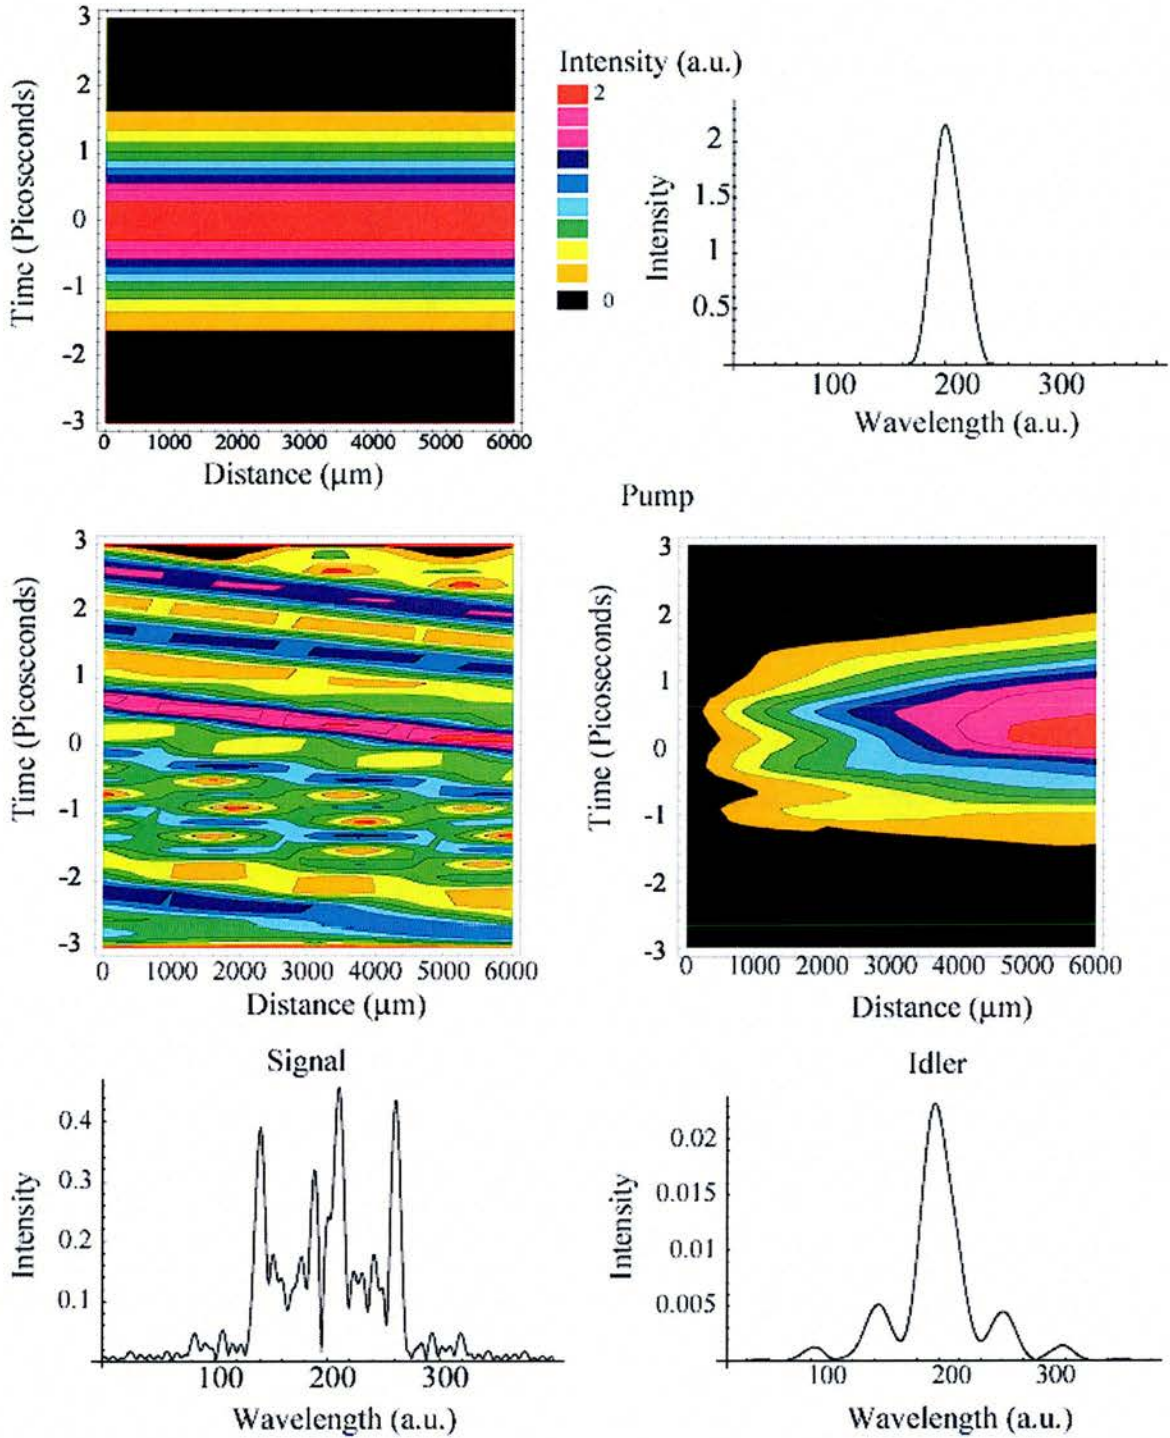 3
2
1
0
-1
-2
-3
Time (Picoseconds)
0 1000 2000 3000 4000 5000 6000
Distance (μm)
Intensity (a.u.)
2
0
2
1.5
1
0.5
Intensity
100 200 300
Wavelength (a.u.)
Pump
3
2
1
0
-1
-2
-3
Time (Picoseconds)
0 1000 2000 3000 4000 5000 6000
Distance (μm)
3
2
1
0
-1
-2
-3
Time (Picoseconds)
0 1000 2000 3000 4000 5000 6000
Distance (μm)
Signal
0.4
0.3
0.2
0.1
Intensity
100 200 300
Wavelength (a.u.)
Idler
0.02
0.015
0.01
0.005
Intensity
100 200 300
Wavelength (a.u.)